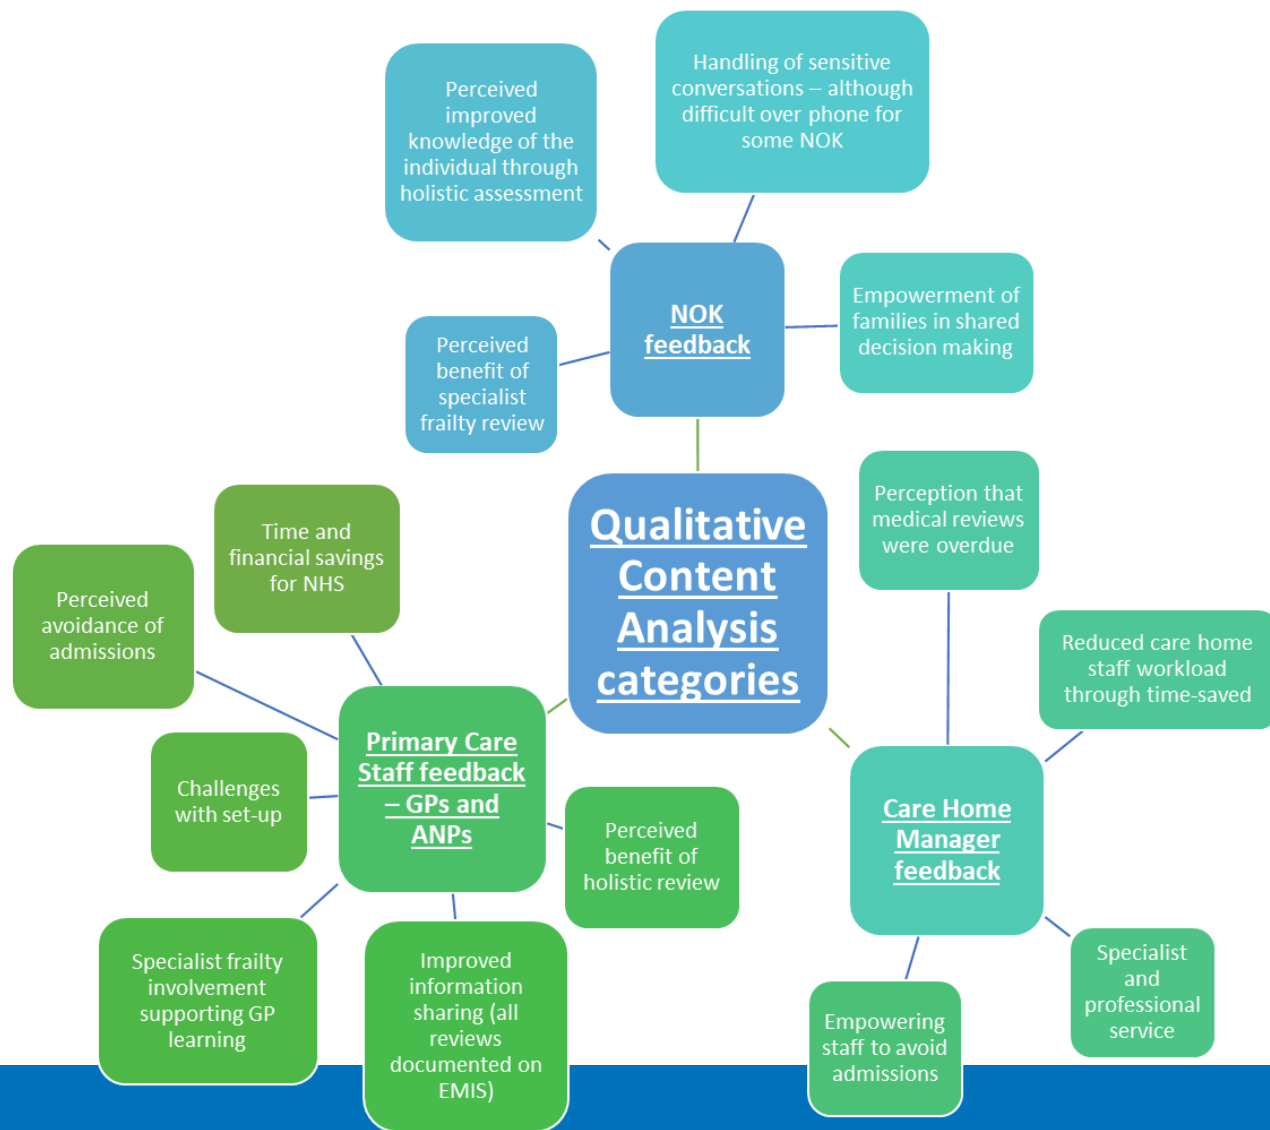 Perceived
improved
knowledge of the
individual through
holistic assessment
Handling of sensitive
conversations – although
difficult over phone for
some NOK
NOK
feedback
Empowerment of
families in shared
decision making
Perceived
benefit of
specialist
frailty review
Qualitative
Content
Analysis
categories
Perception that
medical reviews
were overdue
Time and
financial savings
for NHS
Perceived
avoidance of
admissions
Reduced care home
staff workload
through time-saved
Primary Care
Staff feedback
– GPs and
ANPs
Challenges
with set-up
Perceived
benefit of
holistic review
Care Home
Manager
feedback
Specialist frailty
involvement
supporting GP
learning
Improved
information
sharing (all
reviews
documented on
EMIS)
Empowering
staff to avoid
admissions
Specialist
and
professional
service